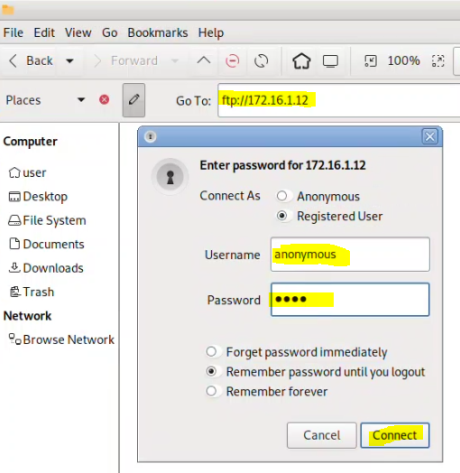 File Edit View Go Bookmarks Help
Back Forward 100%
Places Go To: ftp://172.16.1.12
Computer
user
Desktop
File System
Documents
Downloads
Trash
Network
Browse Network
Enter password for 172.16.1.12
Connect As Anonymous
Registered User
Username anonymous
Password ●●●●
Forget password immediately
Remember password until you logout
Remember forever
Cancel Connect